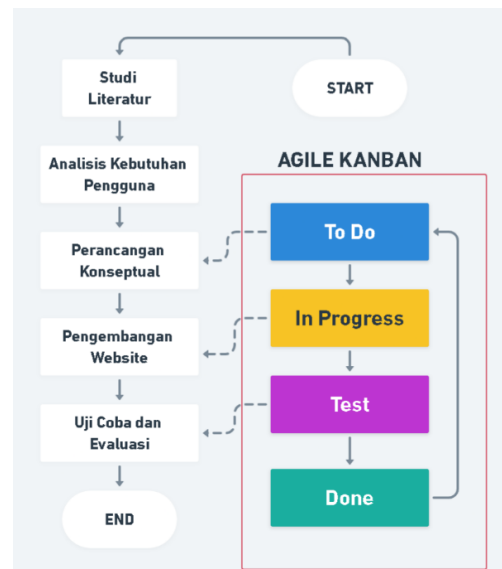 START
Studi
Literatur
Analisis Kebutuhan
Pengguna
Perancangan
Konseptual
Pengembangan
Website
Uji Coba dan
Evaluasi
END
AGILE KANBAN
To Do
In Progress
Test
Done